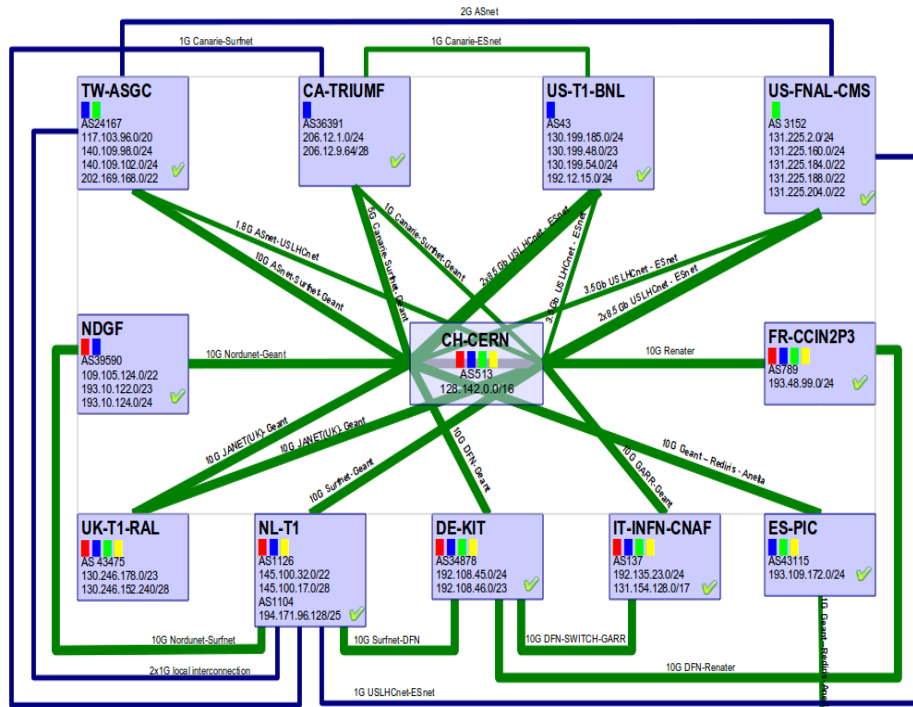 2G ASnet
1G Canarie-Surfnet
1G Canarie-ESnet
TW-ASGC
AS24167
117.103.96.0/20
140.109.98.0/24
140.109.102.0/24
202.169.168.0/22
CA-TRIUMF
AS36391
206.12.1.0/24
206.12.9.64/28
US-T1-BNL
AS43
130.199.185.0/24
130.199.48.0/23
130.199.54.0/24
192.12.15.0/24
US-FNAL-CMS
AS 3152
131.225.2.0/24
131.225.160.0/24
131.225.184.0/22
131.225.188.0/22
131.225.204.0/22
1.8G ASnet-USLHCnet
10G ASnet-Surfnet Geant
5G Canarie-Surfnet-Geant
1G Canarie-Surfnet-Geant
2x8.5Gb USLHCnet - ESnet
USLHCnet - ESnet
3.5Gb USLHCnet - ESnet
2x8.5Gb USLHCnet - ESnet
NDGF
AS39590
109.105.124.0/22
193.10.122.0/23
193.10.124.0/24
10G Nordunet-Geant
CH-CERN
AS513
128.142.0.0/16
10G Renater
FR-CCIN2P3
AS789
193.48.99.0/24
10G JANET(UK)- Geant
10G JANET(UK)- Geant
10G Surfnet-Geant
10G DFN-Geant
10G GARR-Geant
10G Geant – Rediris - Anella
UK-T1-RAL
AS 43475
130.246.178.0/23
130.246.152.240/28
NL-T1
AS1126
145.100.32.0/22
145.100.17.0/28
AS1104
194.171.96.128/25
DE-KIT
AS34878
192.108.45.0/24
192.108.46.0/23
IT-INFN-CNAF
AS137
192.135.23.0/24
131.154.128.0/17
ES-PIC
AS43115
193.109.172.0/24
10G Nordunet-Surfnet
10G Surfnet-DFN
10G DFN-SWITCH-GARR
10G DFN-Renater
2x1G local interconnection
1G USLHCnet-ESnet
1G Geant - Rediris-Anella